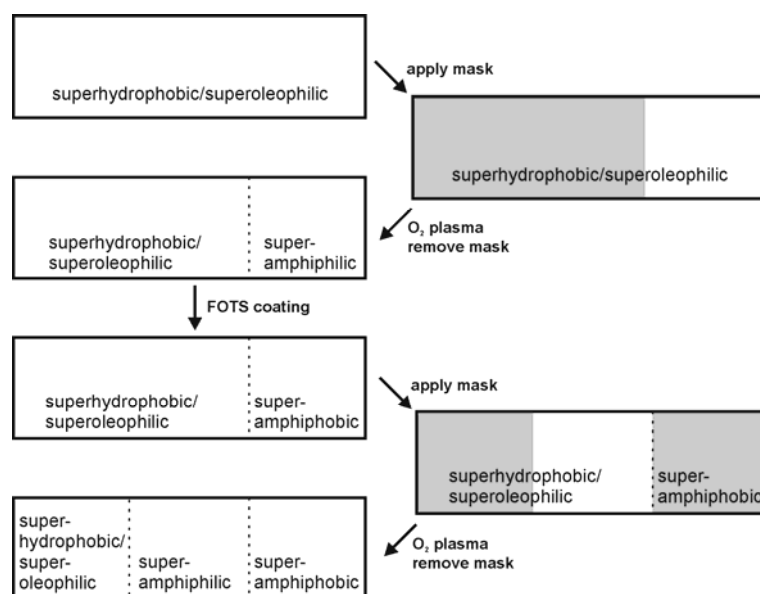 superhydrophobic/superoleophilic
apply mask
superhydrophobic/superoleophilic
O₂ plasma
remove mask
superhydrophobic/
superoleophilic
super-
amphiphilic
FOTS coating
superhydrophobic/
superoleophilic
super-
amphiphobic
apply mask
superhydrophobic/
superoleophilic
super-
amphiphobic
O₂ plasma
remove mask
super-
hydrophobic/
super-
oleophilic
super-
amphiphilic
super-
amphiphobic